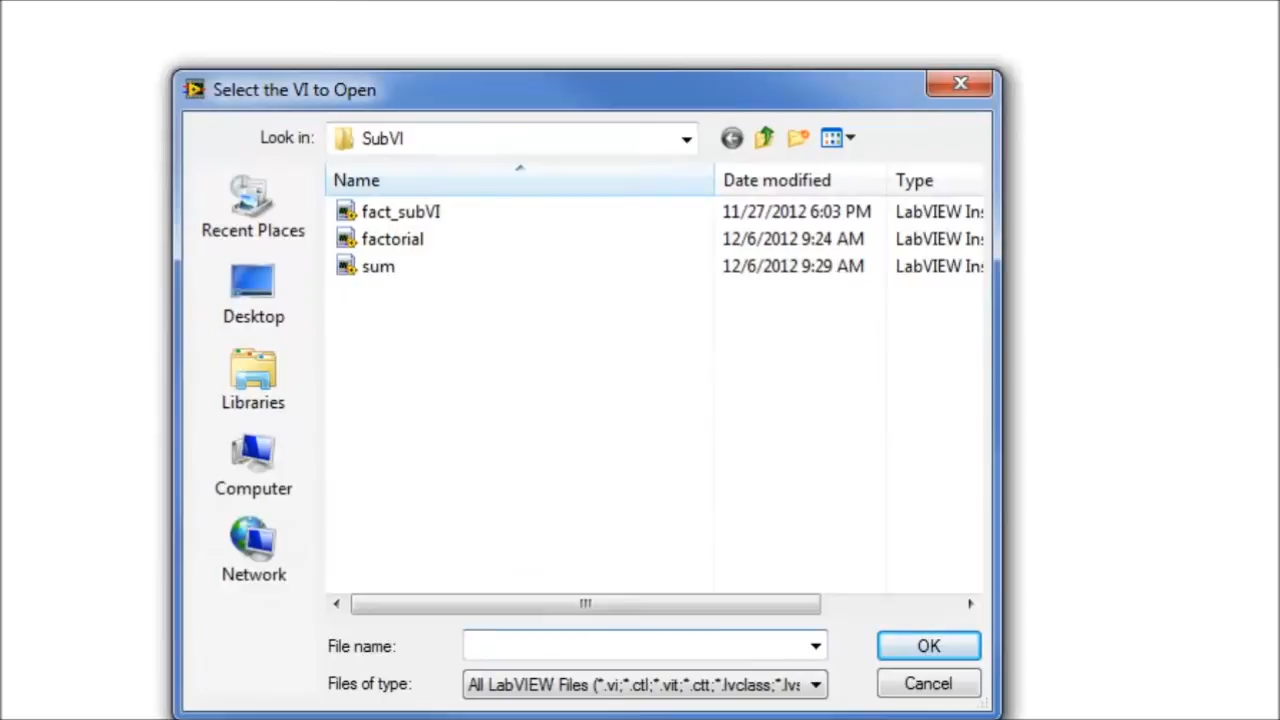 Select the VI to Open
Look in: SubVI
Name Date modified Type
fact_subVI 11/27/2012 6:03 PM LabVIEW Ins
factorial 12/6/2012 9:24 AM LabVIEW Ins
sum 12/6/2012 9:29 AM LabVIEW Ins
Recent Places
Desktop
Libraries
Computer
Network
File name: OK
Files of type: All LabVIEW Files (*.vi;*.ctl;*.vit;*.ctt;*.lvclass;*.lvs Cancel